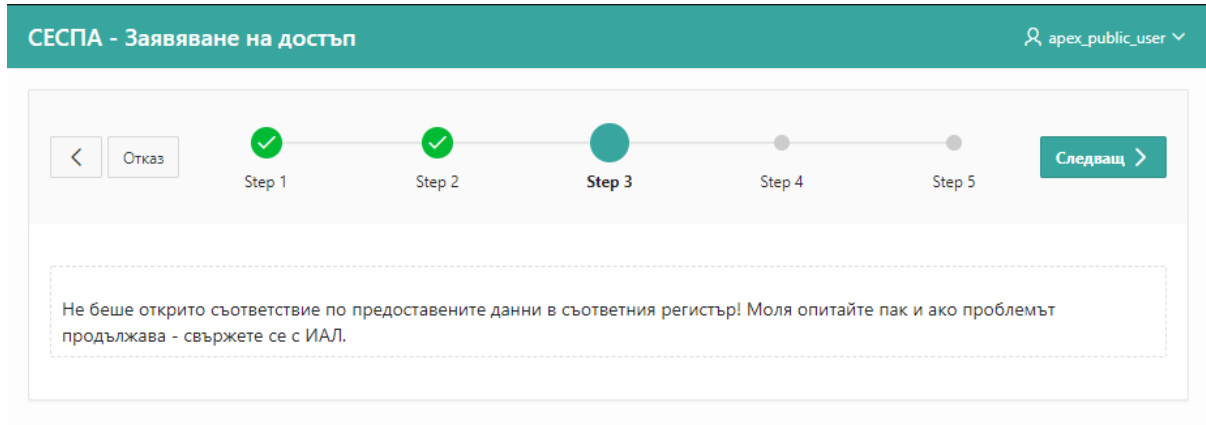 СЕСПА - Заявяване на достъп
apex_public_user
Отказ
Step 1
Step 2
Step 3
Step 4
Step 5
Следващ
Не беше открито съответствие по предоставените данни в съответния регистър! Моля опитайте пак и ако проблемът
продължава - свържете се с ИАЛ.